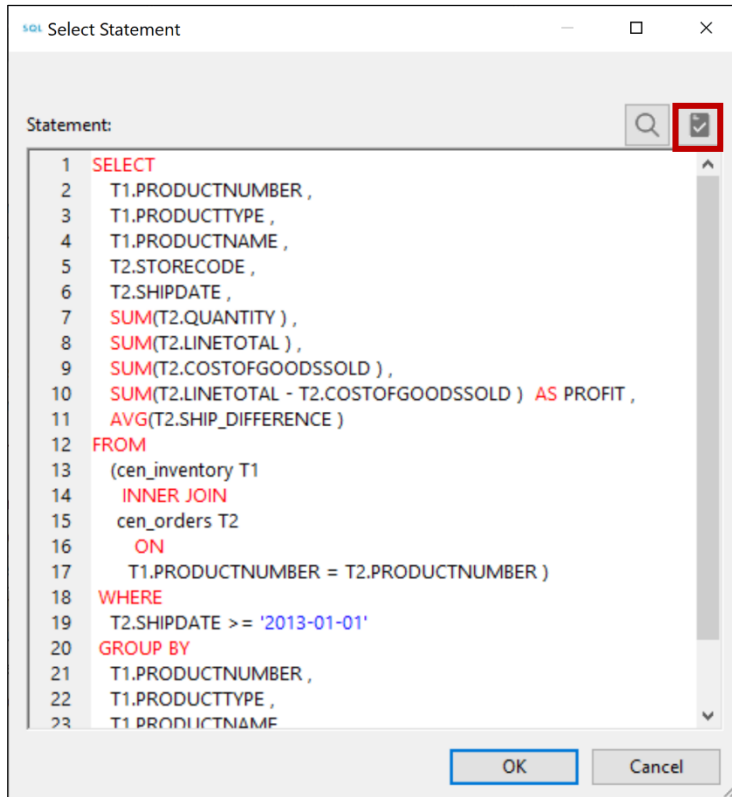 SQL Select Statement
Statement:
1 SELECT
2 T1.PRODUCTNUMBER ,
3 T1.PRODUCTTYPE ,
4 T1.PRODUCTNAME ,
5 T2.STORECODE ,
6 T2.SHIPDATE ,
7 SUM(T2.QUANTITY ) ,
8 SUM(T2.LINETOTAL ) ,
9 SUM(T2.COSTOFGOODSSOLD ) ,
10 SUM(T2.LINETOTAL - T2.COSTOFGOODSSOLD ) AS PROFIT ,
11 AVG(T2.SHIP_DIFFERENCE )
12 FROM
13 (cen_inventory T1
14 INNER JOIN
15 cen_orders T2
16 ON
17 T1.PRODUCTNUMBER = T2.PRODUCTNUMBER )
18 WHERE
19 T2.SHIPDATE >= '2013-01-01'
20 GROUP BY
21 T1.PRODUCTNUMBER ,
22 T1.PRODUCTTYPE ,
23 T1.PRODUCTNAME
OK Cancel